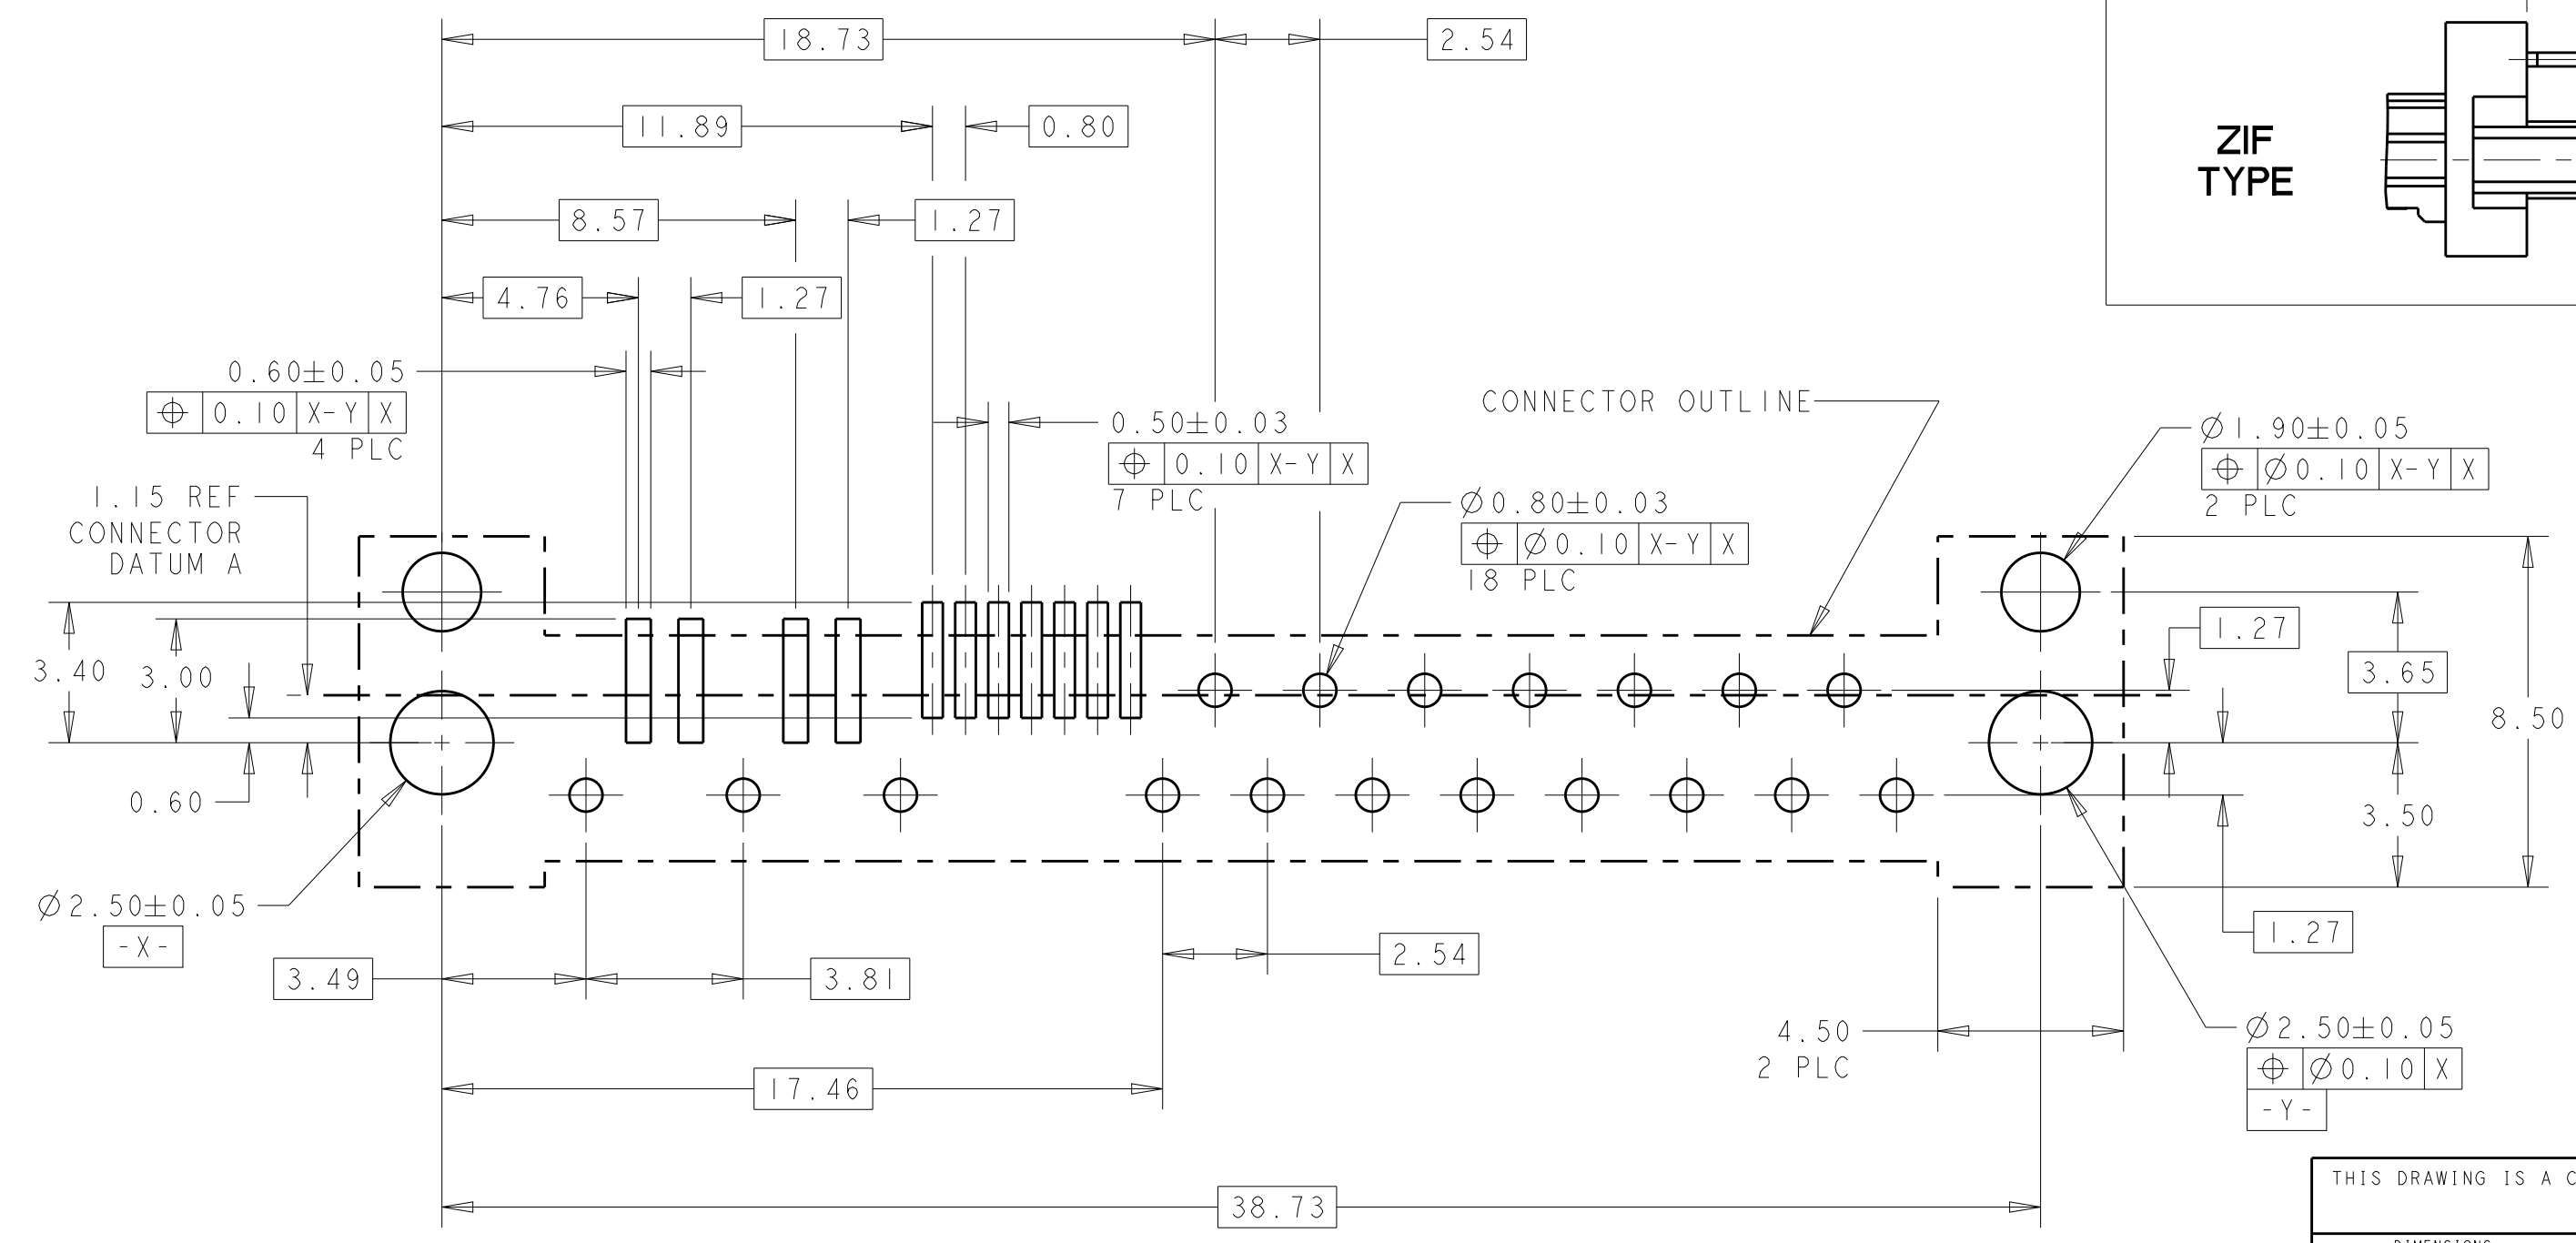 18.73
2.54
11.89
0.80
ZIF
TYPE
8.57
1.27
4.76
1.27
0.60±0.05
⌖ 0.10 X-Y X
4 PLC
CONNECTOR OUTLINE
0.50±0.03
⌖ 0.10 X-Y X
7 PLC
Ø1.90±0.05
⌖ Ø0.10 X-Y X
2 PLC
1.15 REF
CONNECTOR
DATUM A
Ø0.80±0.03
⌖ Ø0.10 X-Y X
18 PLC
1.27
3.40
3.00
3.65
8.50
0.60
3.50
Ø2.50±0.05
-X-
1.27
2.54
3.49
3.81
4.50
2 PLC
Ø2.50±0.05
⌖ Ø0.10 X
-Y-
17.46
38.73
THIS DRAWING IS A C